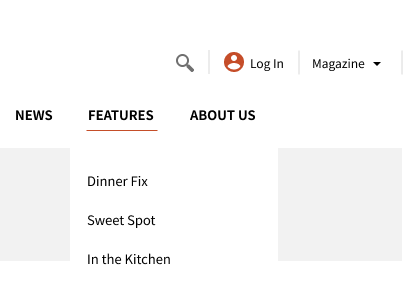 Log In Magazine
NEWS FEATURES ABOUT US
Dinner Fix
Sweet Spot
In the Kitchen